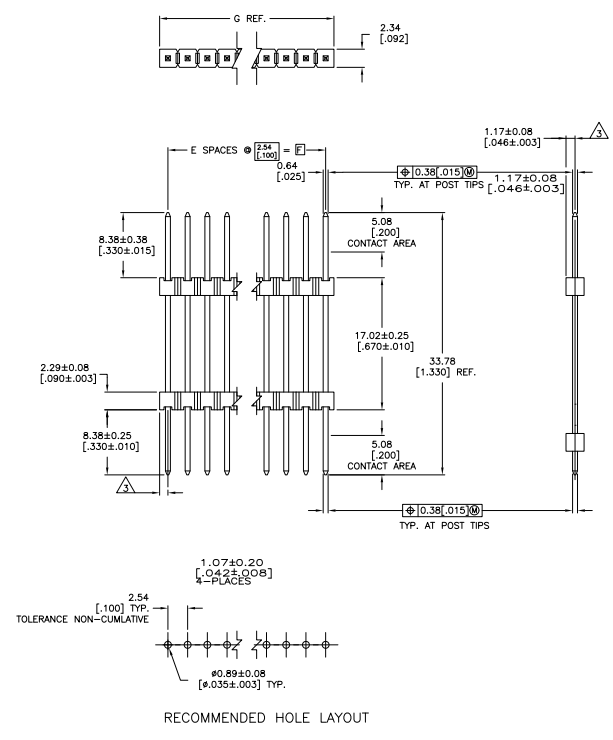 G REF.
2.34
[.092]
E SPACES @ 2.54 [.100] = F
0.64
[.025]
1.17±0.08
[.046±.003]
3
⌖ 0.38[.015]Ⓜ
TYP. AT POST TIPS
1.17±0.08
[.046±.003]
8.38±0.38
[.330±.015]
5.08
[.200]
CONTACT AREA
17.02±0.25
[.670±.010]
33.78
[1.330] REF.
2.29±0.08
[.090±.003]
8.38±0.25
[.330±.010]
5.08
[.200]
CONTACT AREA
3
⌖ 0.38[.015]Ⓜ
TYP. AT POST TIPS
1.07±0.20
[.042±.008]
4-PLACES
2.54
[.100] TYP.
TOLERANCE NON-CUMLATIVE
ø0.89±0.08
[ø.035±.003] TYP.
RECOMMENDED HOLE LAYOUT